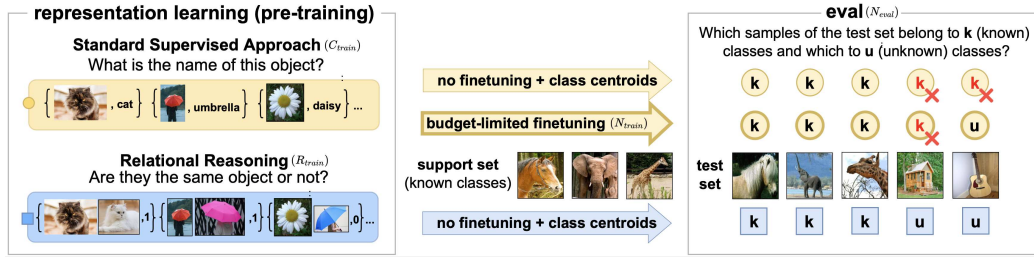 representation learning (pre-training)
Standard Supervised Approach (C_train)
What is the name of this object?
{ , cat } { , umbrella } { , daisy } ...
Relational Reasoning (R_train)
Are they the same object or not?
{ ,1 } { ,1 } { ,0 } ...
no finetuning + class centroids
budget-limited finetuning (N_train)
support set
(known classes)
no finetuning + class centroids
eval (N_eval)
Which samples of the test set belong to k (known)
classes and which to u (unknown) classes?
k k k k k
k k k k u
test
set
k k k u u